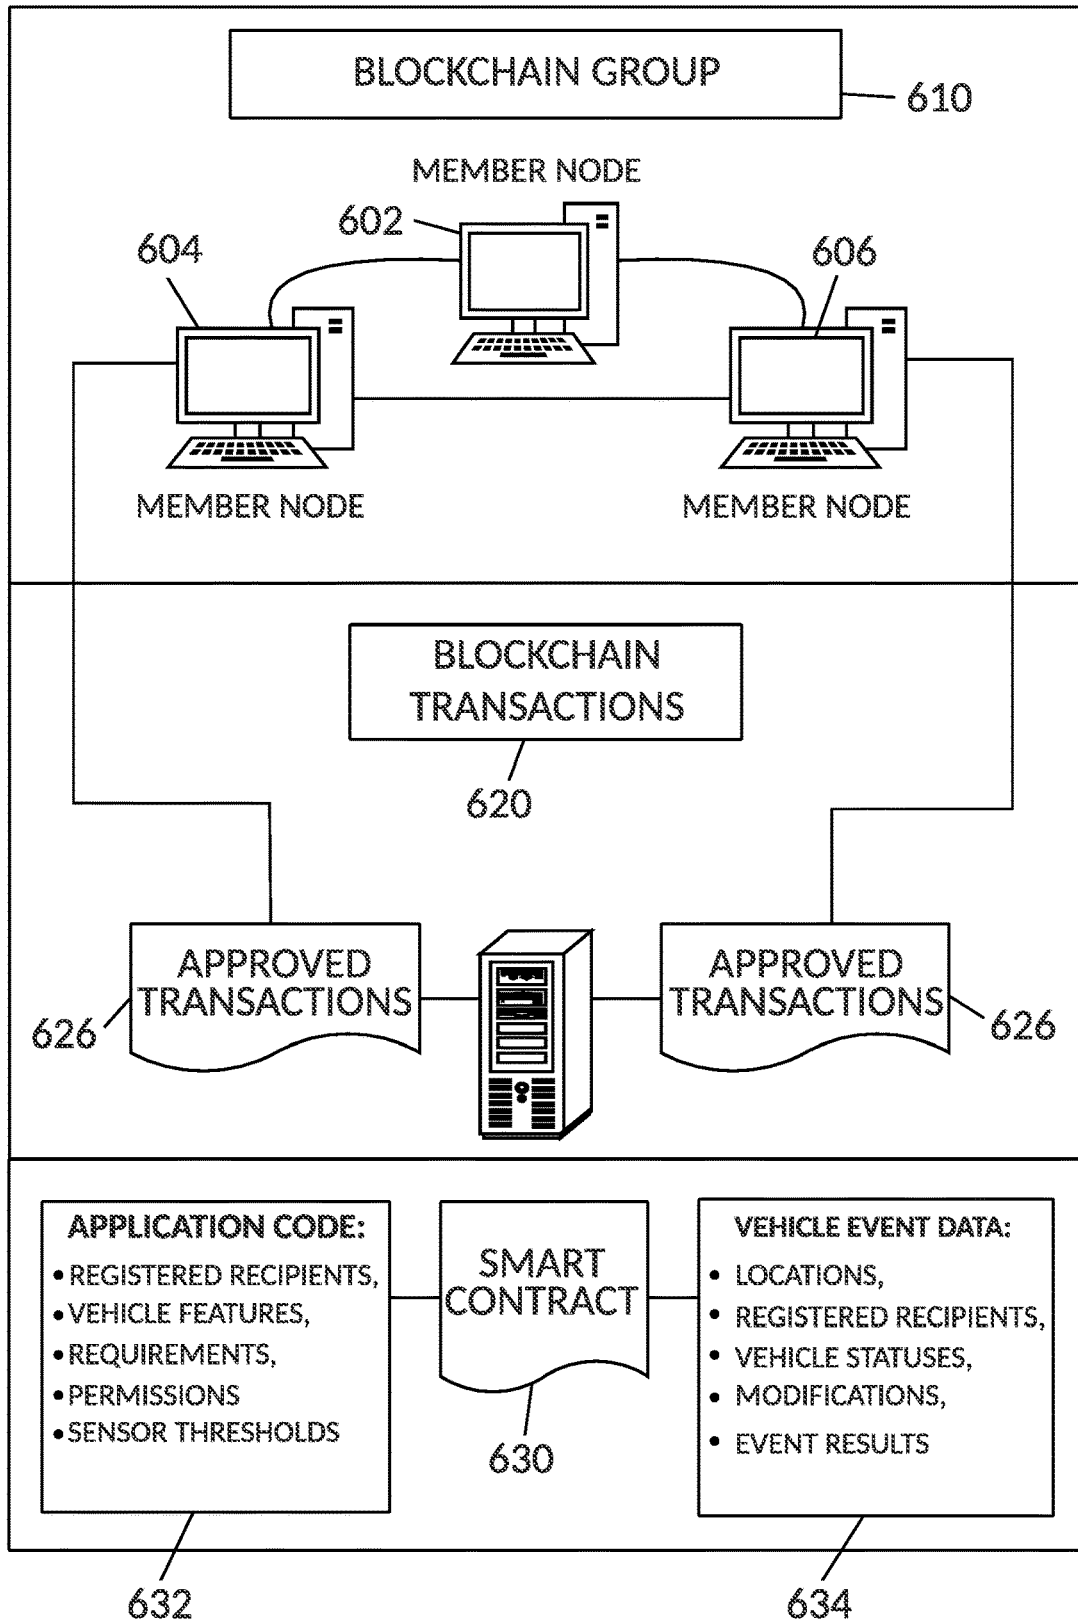 BLOCKCHAIN GROUP
610
MEMBER NODE
602
604
606
MEMBER NODE
MEMBER NODE
BLOCKCHAIN
TRANSACTIONS
620
APPROVED
TRANSACTIONS
626
APPROVED
TRANSACTIONS
626
APPLICATION CODE:
• REGISTERED RECIPIENTS,
• VEHICLE FEATURES,
• REQUIREMENTS,
• PERMISSIONS
• SENSOR THRESHOLDS
632
SMART
CONTRACT
630
VEHICLE EVENT DATA:
• LOCATIONS,
• REGISTERED RECIPIENTS,
• VEHICLE STATUSES,
• MODIFICATIONS,
• EVENT RESULTS
634